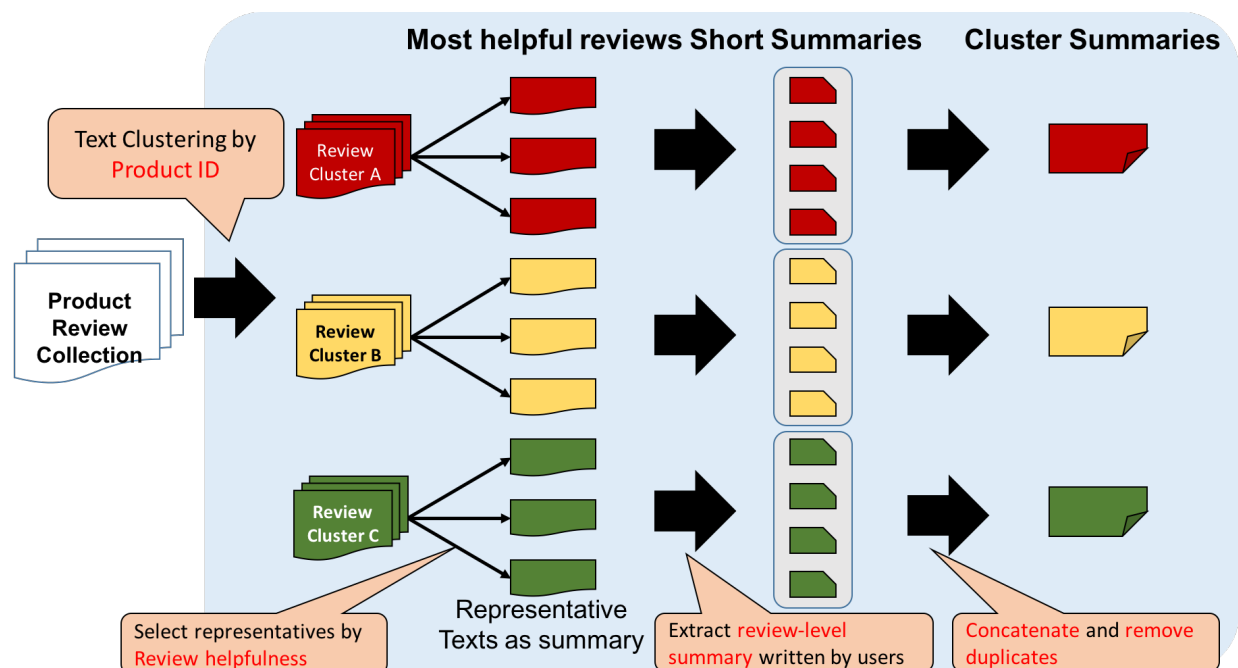 Most helpful reviews Short Summaries
Cluster Summaries
Text Clustering by
Product ID
Review
Cluster A
Product
Review
Collection
Review
Cluster B
Review
Cluster C
Representative
Texts as summary
Select representatives by
Review helpfulness
Extract review-level
summary written by users
Concatenate and remove
duplicates